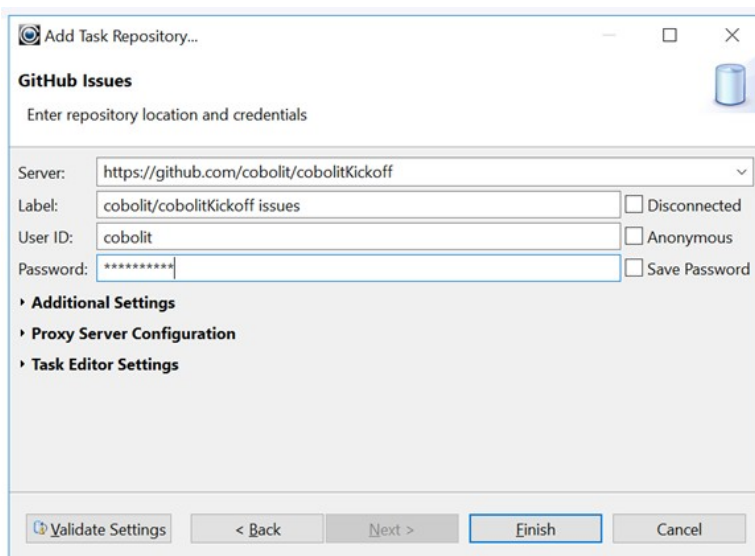 Add Task Repository...
GitHub Issues
Enter repository location and credentials
Server: https://github.com/cobolit/cobolitKickoff
Label: cobolit/cobolitKickoff issues Disconnected
User ID: cobolit Anonymous
Password: ********** Save Password
Additional Settings
Proxy Server Configuration
Task Editor Settings
Validate Settings < Back Next > Finish Cancel